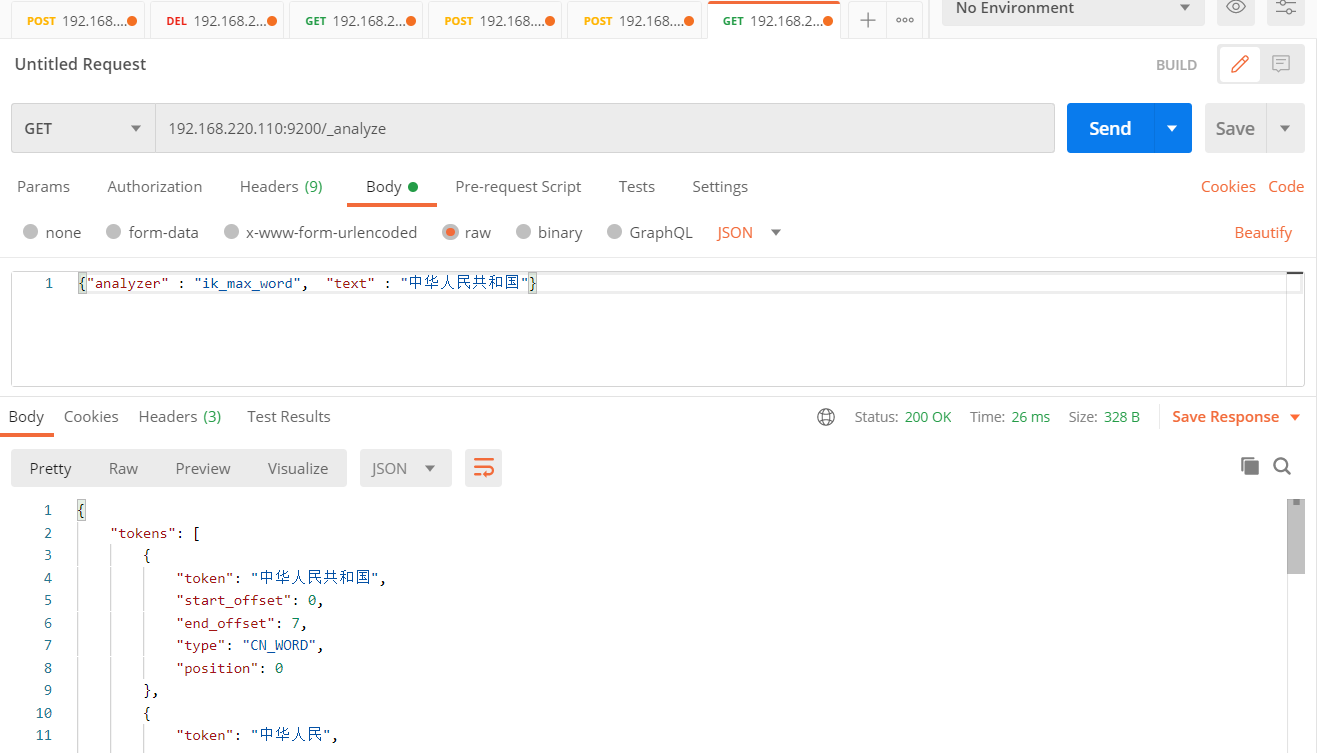 POST 192.168.... DEL 192.168.2... GET 192.168.2... POST 192.168.... POST 192.168.... GET 192.168.2... No Environment
Untitled Request BUILD
GET 192.168.220.110:9200/_analyze Send Save
Params Authorization Headers (9) Body Pre-request Script Tests Settings Cookies Code
none form-data x-www-form-urlencoded raw binary GraphQL JSON Beautify
1 {"analyzer" : "ik_max_word", "text" : "中华人民共和国"}
Body Cookies Headers (3) Test Results Status: 200 OK Time: 26 ms Size: 328 B Save Response
Pretty Raw Preview Visualize JSON
1 {
2 "tokens": [
3 {
4 "token": "中华人民共和国",
5 "start_offset": 0,
6 "end_offset": 7,
7 "type": "CN_WORD",
8 "position": 0
9 },
10 {
11 "token": "中华人民",